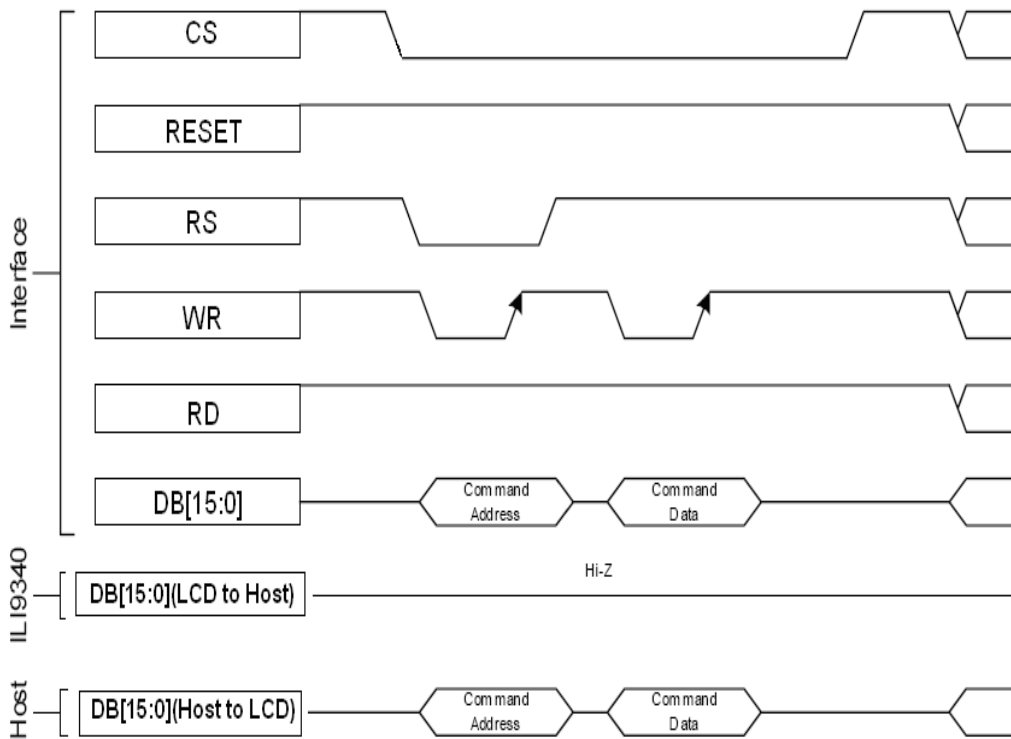 Interface
CS
RESET
RS
WR
RD
DB[15:0]
Command
Address
Command
Data
ILI9340
DB[15:0](LCD to Host)
Hi-Z
Host
DB[15:0](Host to LCD)
Command
Address
Command
Data